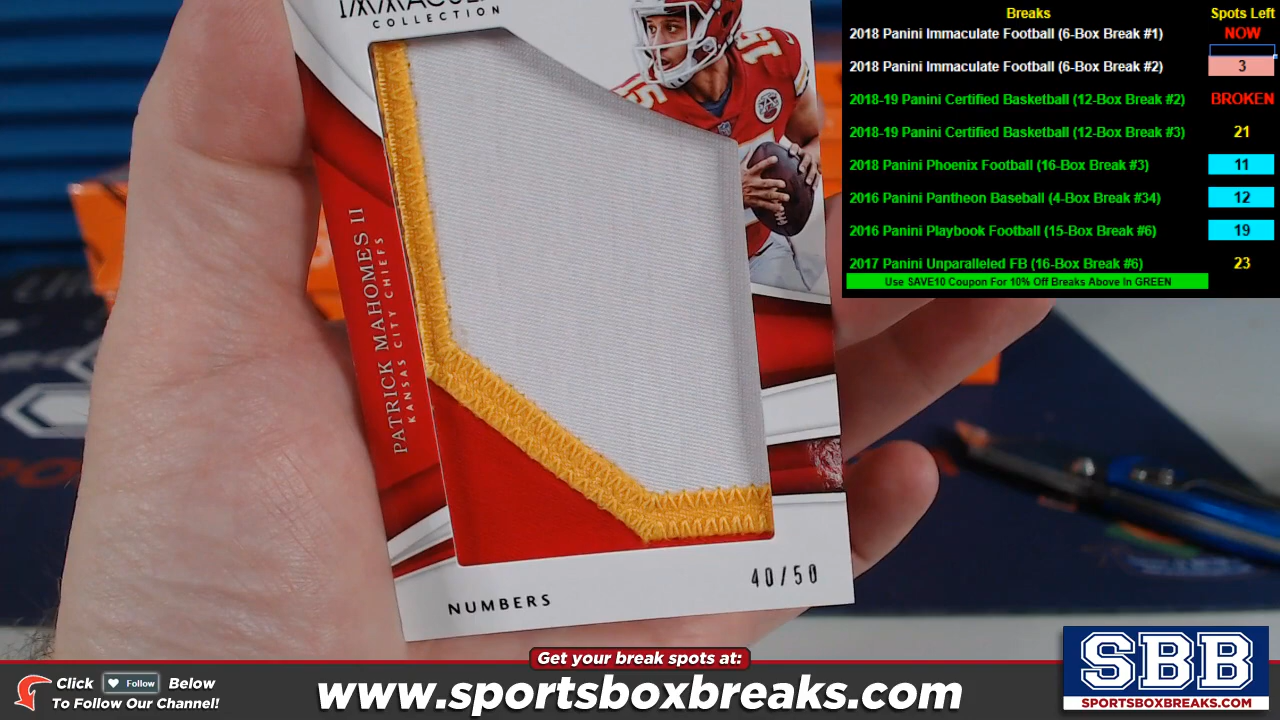 COLLECTION
15
15
PATRICK MAHOMES II
KANSAS CITY CHIEFS
NUMBERS
40/50
Breaks Spots Left
2018 Panini Immaculate Football (6-Box Break #1) NOW
2018 Panini Immaculate Football (6-Box Break #2) 3
2018-19 Panini Certified Basketball (12-Box Break #2) BROKEN
2018-19 Panini Certified Basketball (12-Box Break #3) 21
2018 Panini Phoenix Football (16-Box Break #3) 11
2016 Panini Pantheon Baseball (4-Box Break #34) 12
2016 Panini Playbook Football (15-Box Break #6) 19
2017 Panini Unparalleled FB (16-Box Break #6) 23
Use SAVE10 Coupon For 10% Off Breaks Above In GREEN
Get your break spots at:
Click Follow Below
To Follow Our Channel!
www.sportsboxbreaks.com
SBB
SPORTSBOXBREAKS.COM